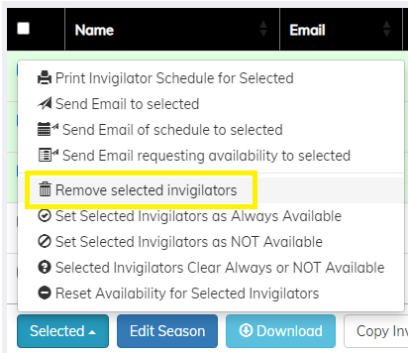 Name Email
Print Invigilator Schedule for Selected
Send Email to selected
Send Email of schedule to selected
Send Email requesting availability to selected
Remove selected invigilators
Set Selected Invigilators as Always Available
Set Selected Invigilators as NOT Available
Selected Invigilators Clear Always or NOT Available
Reset Availability for Selected Invigilators
Selected Edit Season Download Copy Inv